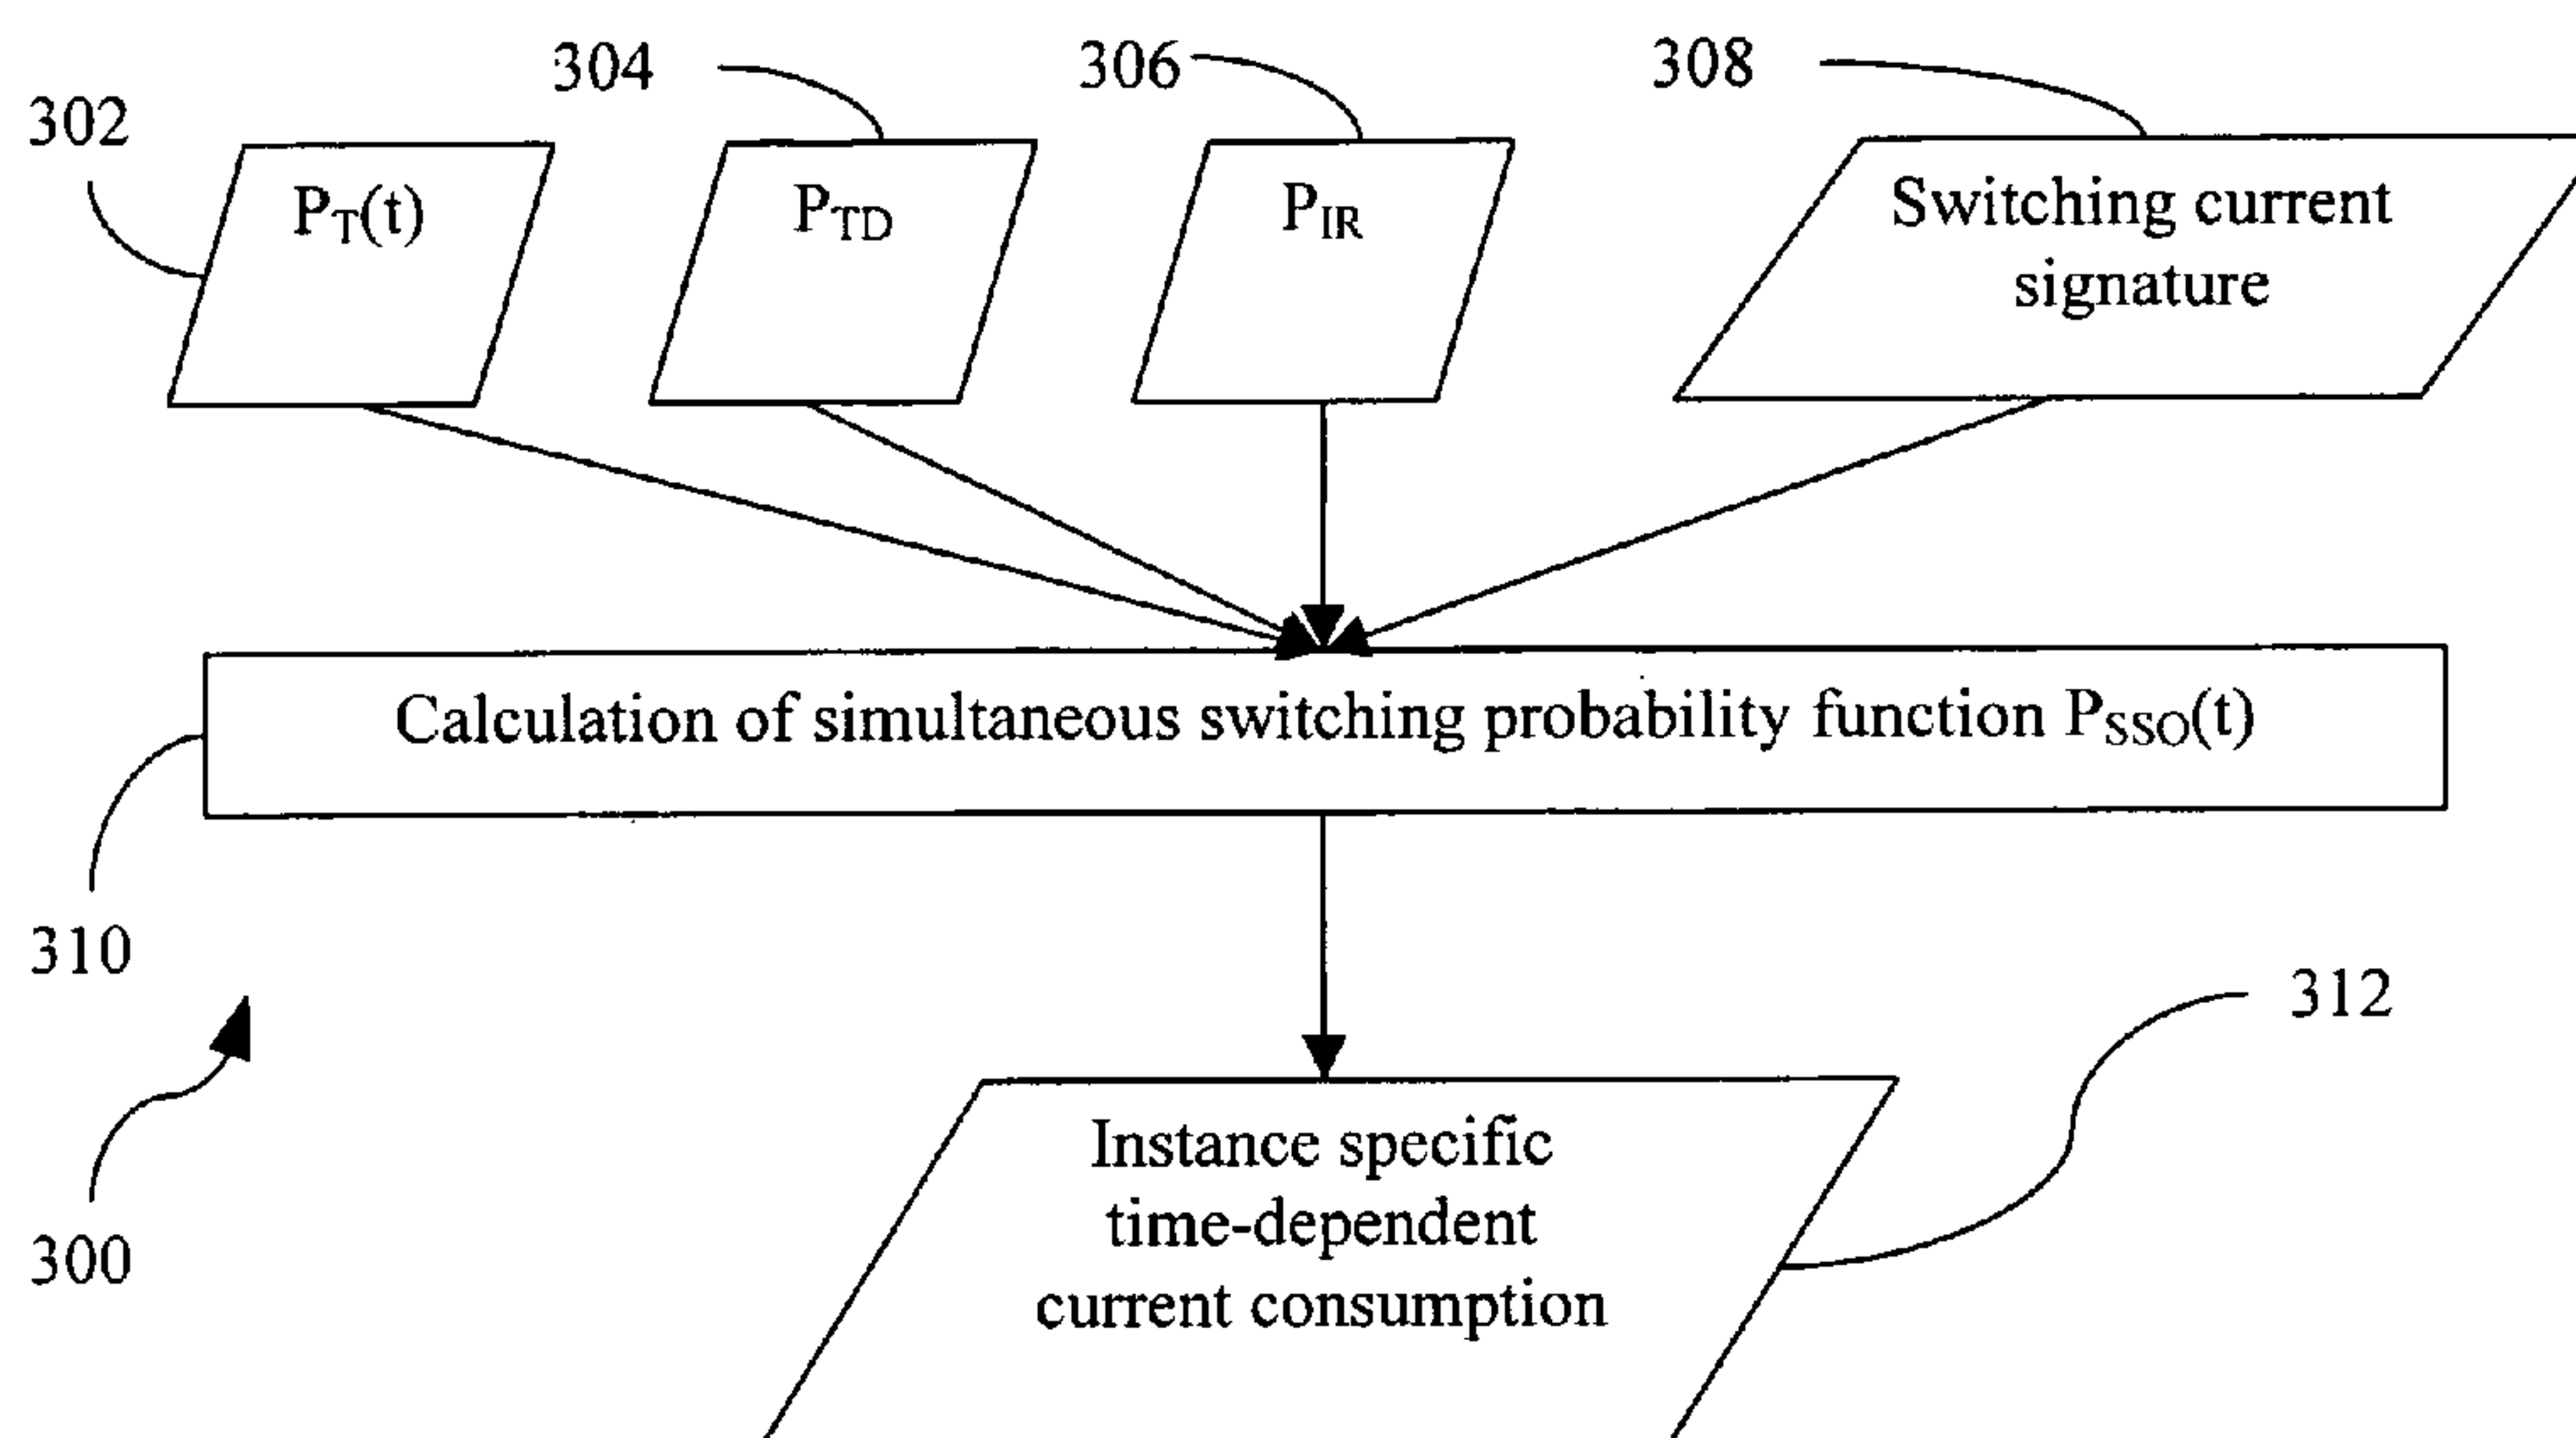 304
306
308
302
P_T(t)
P_TD
P_IR
Switching current
signature
Calculation of simultaneous switching probability function P_SSO(t)
310
312
Instance specific
time-dependent
current consumption
300